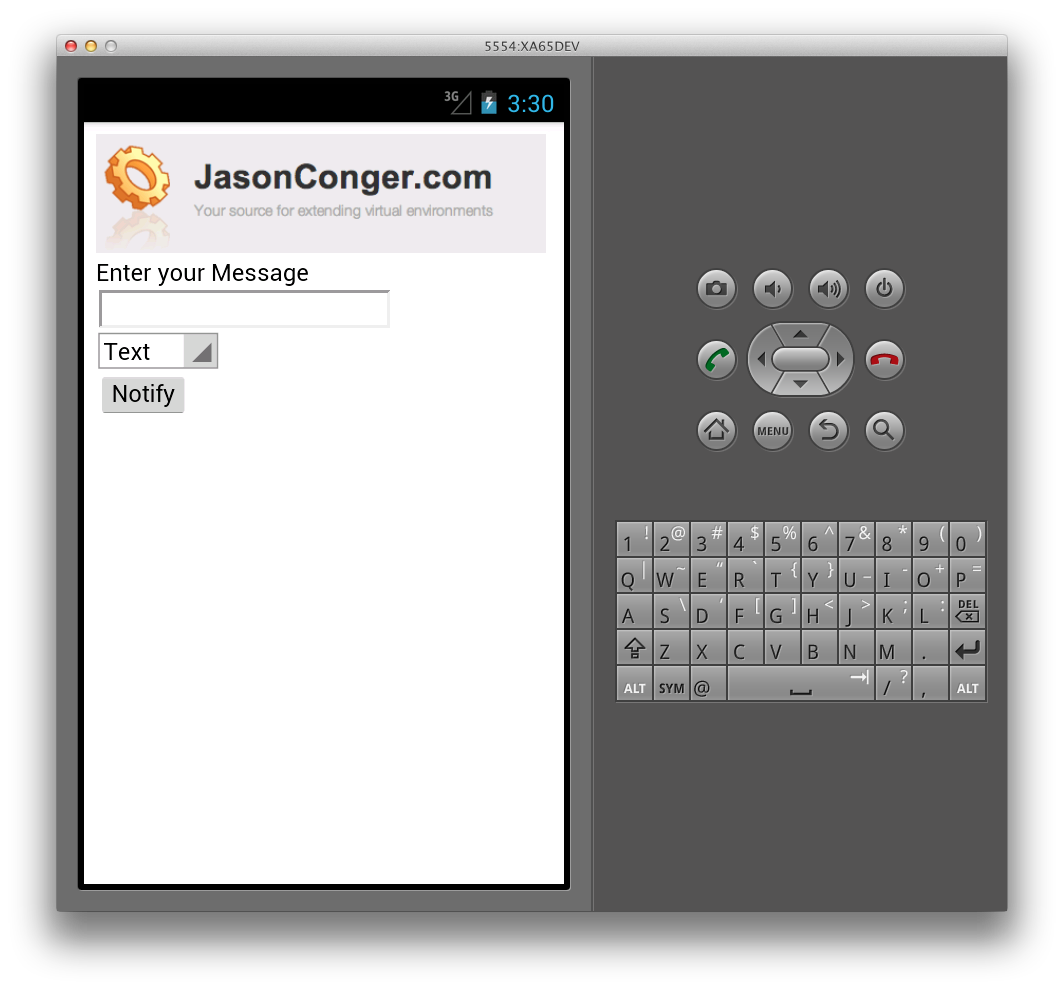 5554:XA65DEV
3G 3:30
JasonConger.com
Your source for extending virtual environments
Enter your Message
Text
Notify
MENU
1 ! 2 @ 3 # 4 $ 5 % 6 ^ 7 & 8 * 9 ( 0 )
Q | W ~ E “ R ` T { Y } U _ I - O + P =
A S \ D ‘ F [ G ] H < J > K ; L : DEL
Z X C V B N M .
ALT SYM @ / ? , ALT